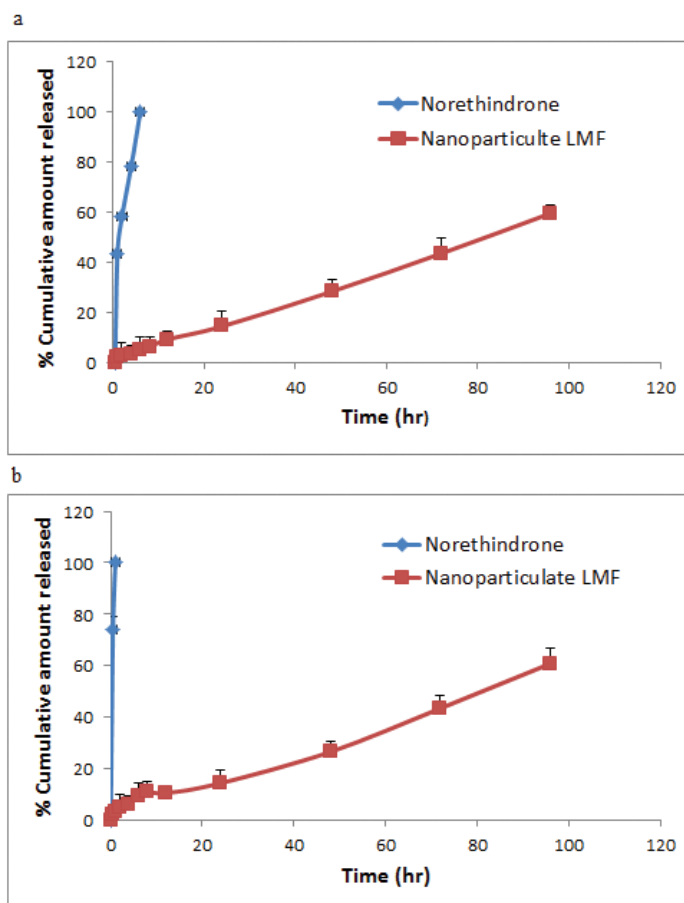 a
% Cumulative amount released
120
100
80
60
40
20
0
Norethindrone
Nanoparticulte LMF
0 20 40 60 80 100 120
Time (hr)
b
% Cumulative amount released
120
100
80
60
40
20
0
Norethindrone
Nanoparticulate LMF
0 20 40 60 80 100 120
Time (hr)